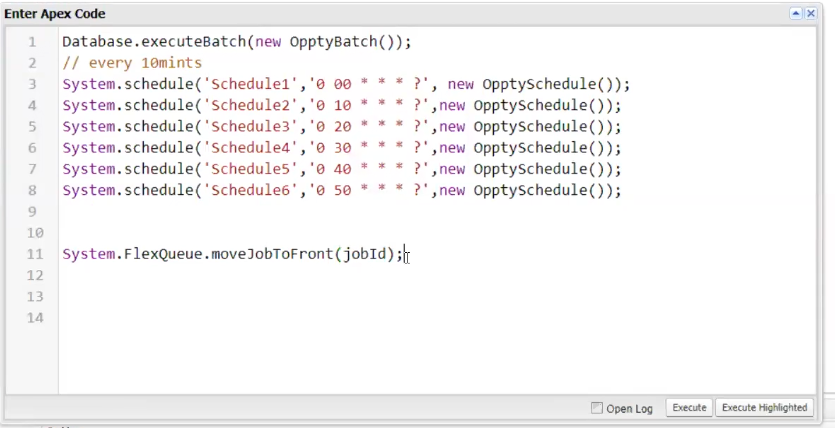 Enter Apex Code
1 Database.executeBatch(new OpptyBatch());
2 // every 10mints
3 System.schedule('Schedule1','0 00 * * * ?', new OpptySchedule());
4 System.schedule('Schedule2','0 10 * * * ?',new OpptySchedule());
5 System.schedule('Schedule3','0 20 * * * ?',new OpptySchedule());
6 System.schedule('Schedule4','0 30 * * * ?',new OpptySchedule());
7 System.schedule('Schedule5','0 40 * * * ?',new OpptySchedule());
8 System.schedule('Schedule6','0 50 * * * ?',new OpptySchedule());
9
10
11 System.FlexQueue.moveJobToFront(jobId);
12
13
14
Open Log Execute Execute Highlighted